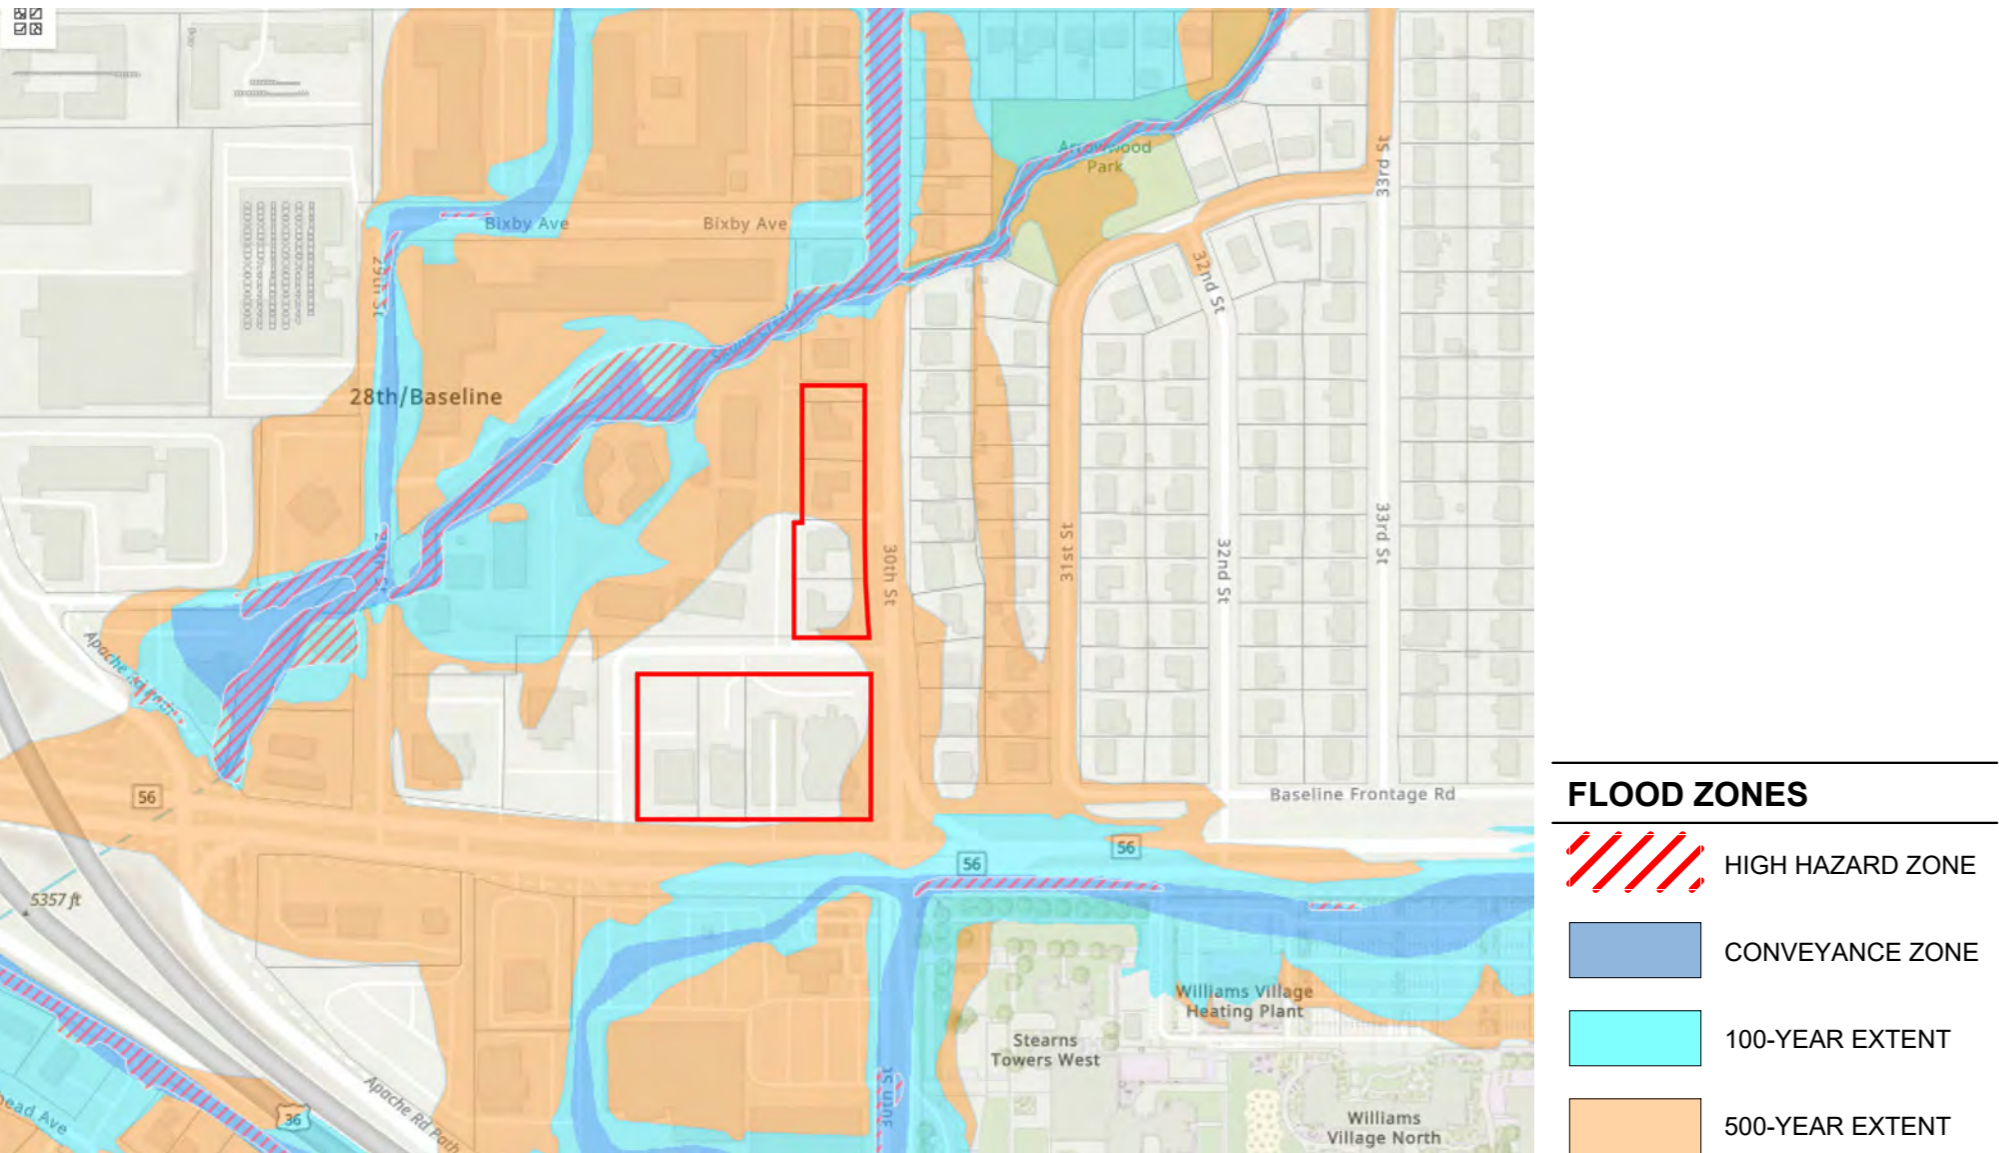 Arrowwood
Park
33rd St
Bixby Ave
Bixby Ave
29th St
32nd St
28th/Baseline
30th St
31st St
32nd St
33rd St
56
Baseline Frontage Rd
56
56
5357 ft
Williams Village
Heating Plant
Stearns
Towers West
30th St
Apache Rd Path
36
Williams
Village North
FLOOD ZONES
HIGH HAZARD ZONE
CONVEYANCE ZONE
100-YEAR EXTENT
500-YEAR EXTENT